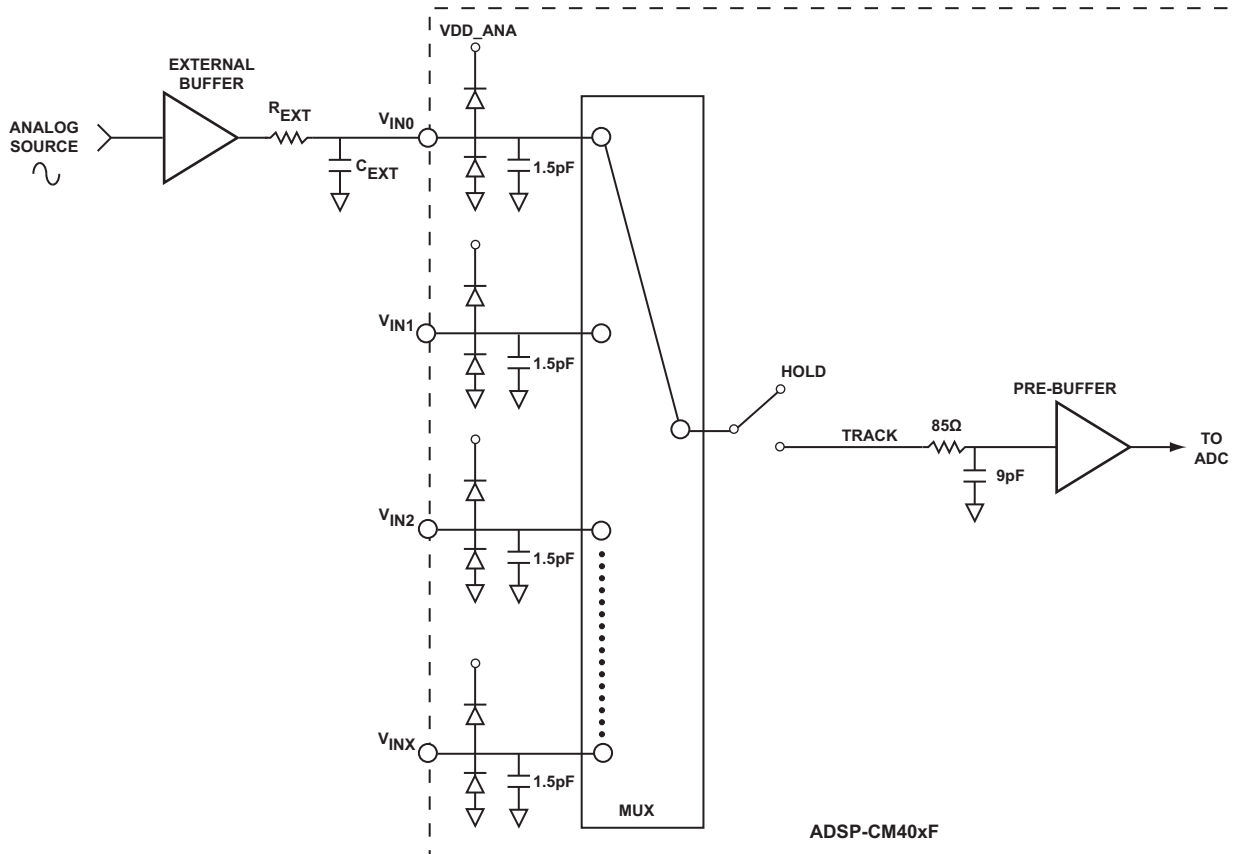 VDD_ANA
EXTERNAL
BUFFER
ANALOG
SOURCE
REXT
CEXT
VIN0
1.5pF
VIN1
1.5pF
HOLD
PRE-BUFFER
TRACK
85Ω
9pF
TO
ADC
VIN2
1.5pF
VINX
1.5pF
MUX
ADSP-CM40xF